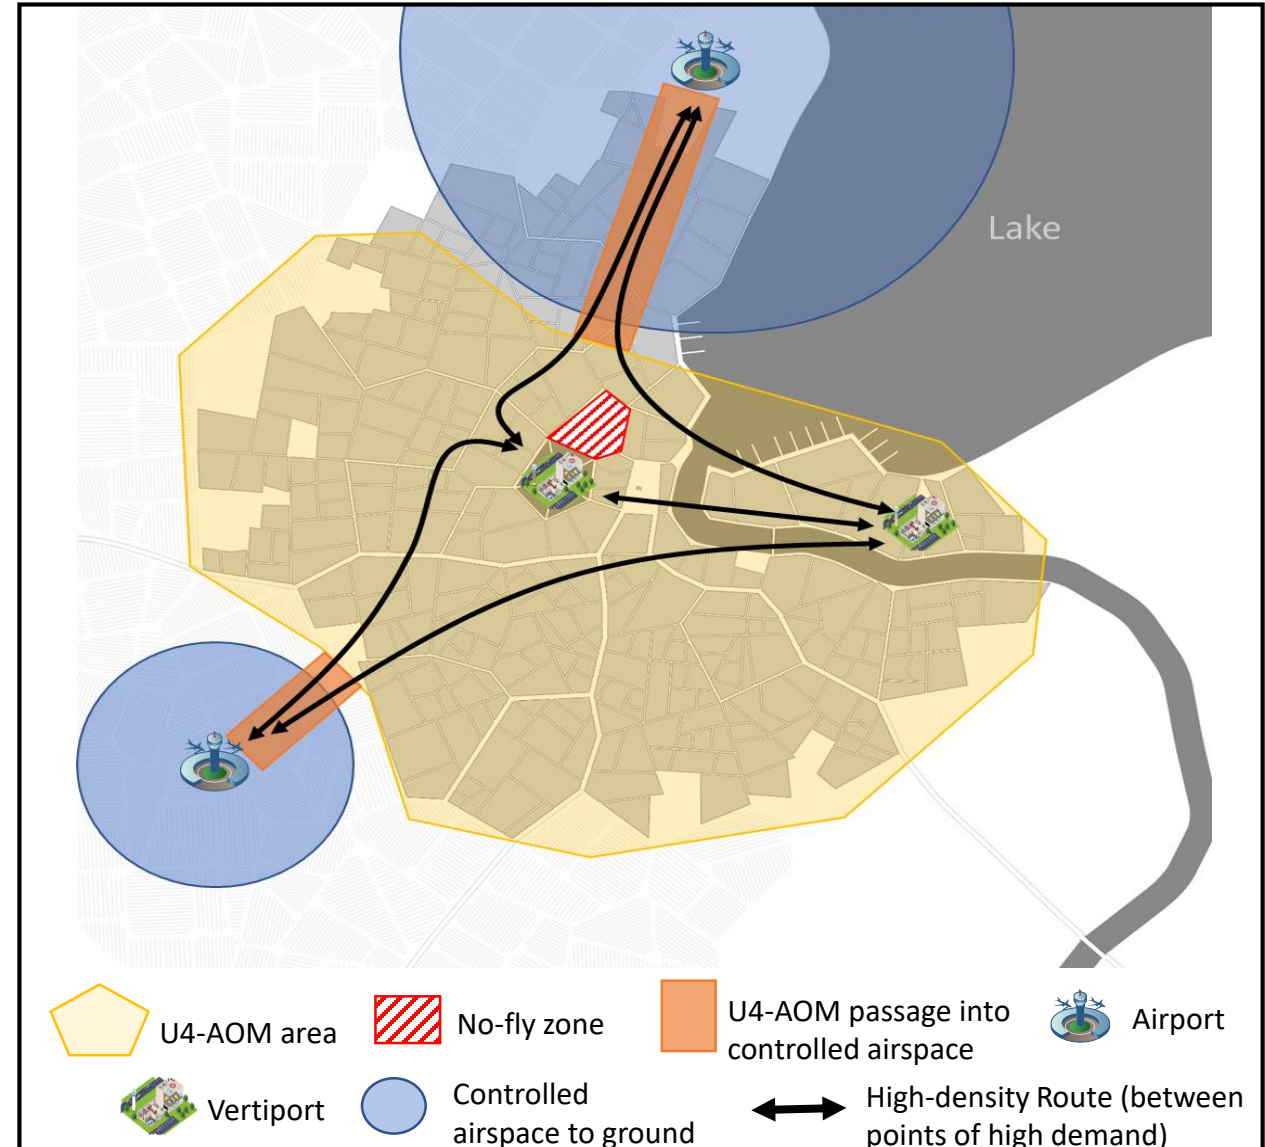 Lake
U4-AOM area
No-fly zone
U4-AOM passage into
controlled airspace
Airport
Vertiport
Controlled
airspace to ground
High-density Route (between
points of high demand)